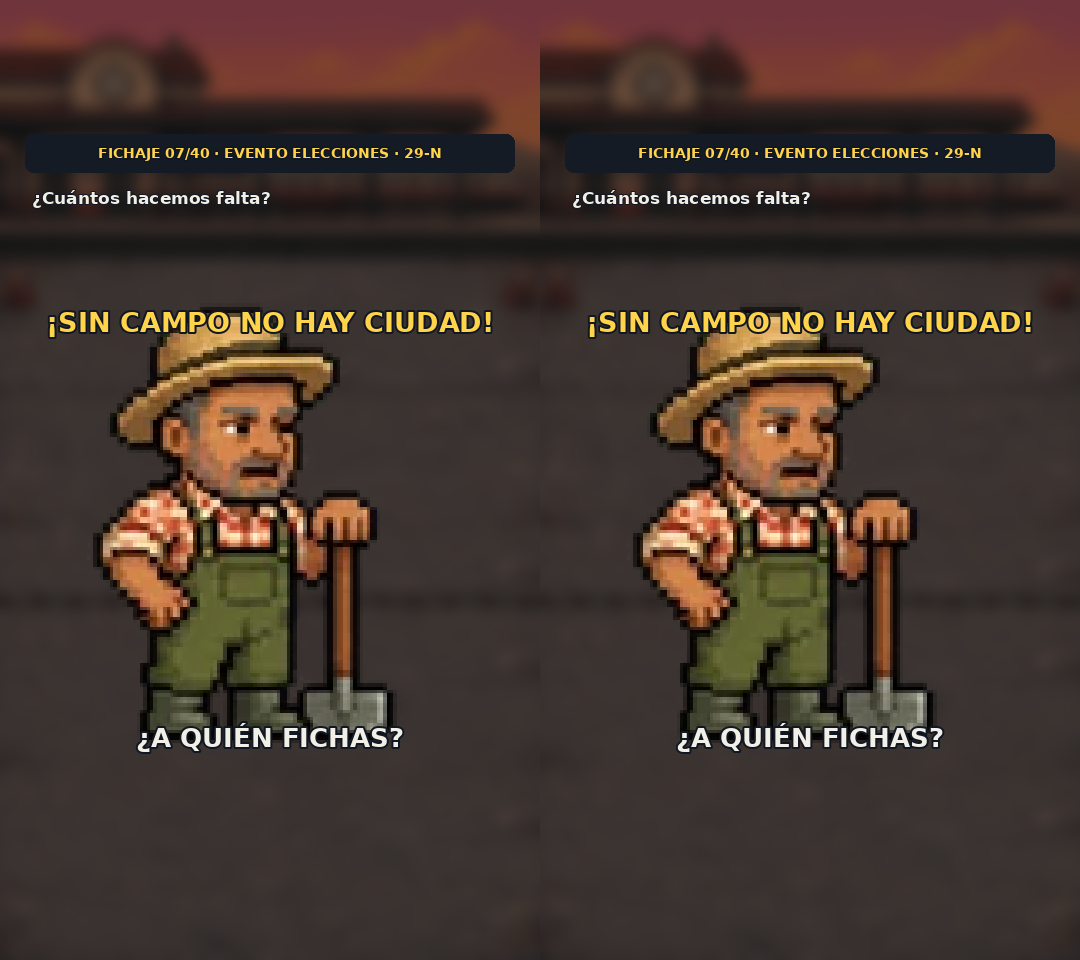 FICHAJE 07/40 · EVENTO ELECCIONES · 29-N
¿Cuántos hacemos falta?
¡SIN CAMPO NO HAY CIUDAD!
¿A QUIÉN FICHAS?
FICHAJE 07/40 · EVENTO ELECCIONES · 29-N
¿Cuántos hacemos falta?
¡SIN CAMPO NO HAY CIUDAD!
¿A QUIÉN FICHAS?